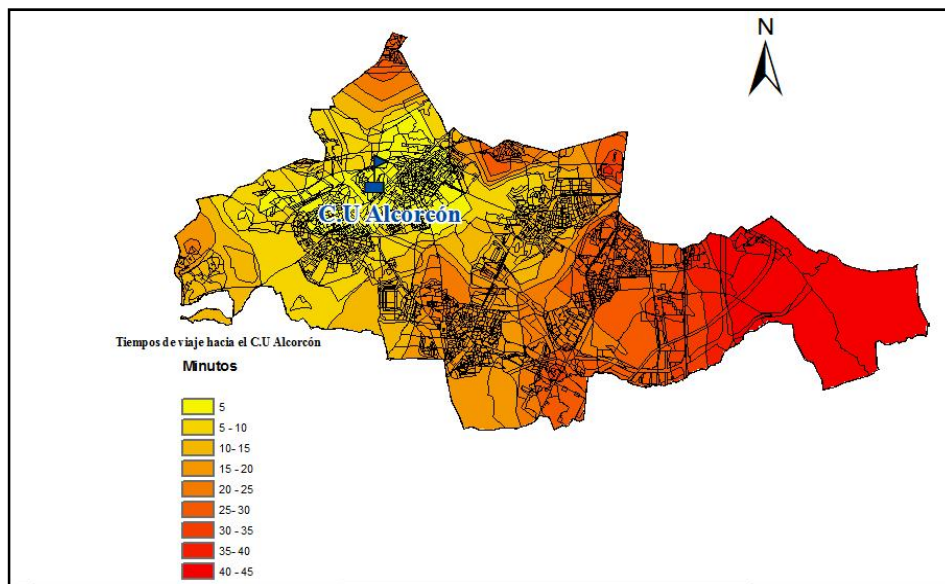 N
C.U Alcorcón
Tiempos de viaje hacia el C.U Alcorcón
Minutos
5
5 - 10
10- 15
15 - 20
20 - 25
25 - 30
30 - 35
35- 40
40 - 45